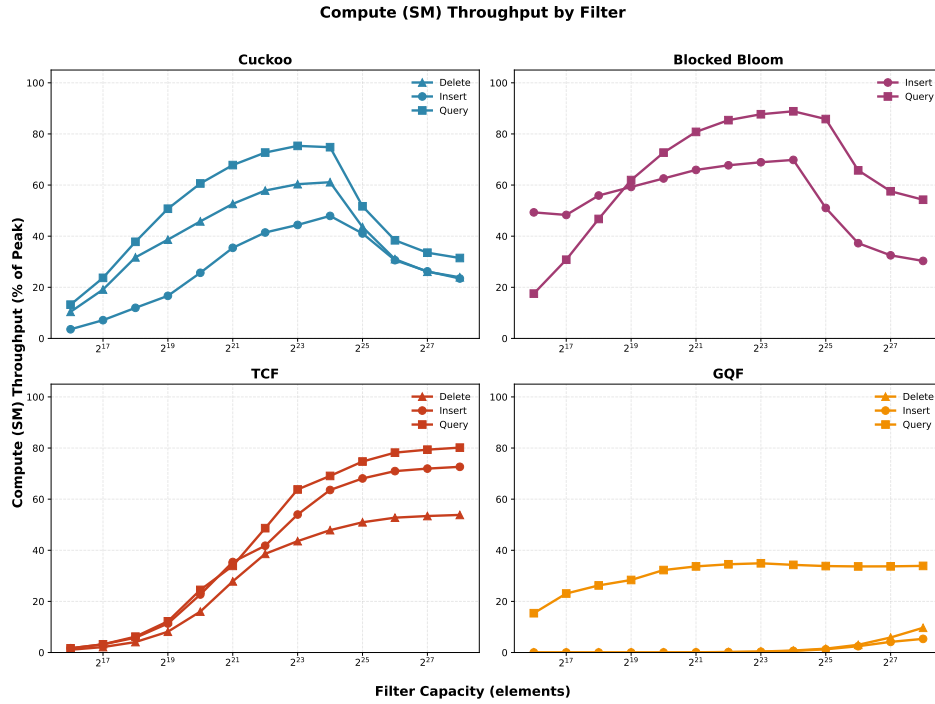 Compute (SM) Throughput by Filter
Cuckoo
100
80
60
40
20
0
2^17 2^19 2^21 2^23 2^25 2^27
Delete
Insert
Query
Blocked Bloom
100
80
60
40
20
0
2^17 2^19 2^21 2^23 2^25 2^27
Insert
Query
Compute (SM) Throughput (% of Peak)
TCF
100
80
60
40
20
0
2^17 2^19 2^21 2^23 2^25 2^27
Delete
Insert
Query
GQF
100
80
60
40
20
0
2^17 2^19 2^21 2^23 2^25 2^27
Delete
Insert
Query
Filter Capacity (elements)